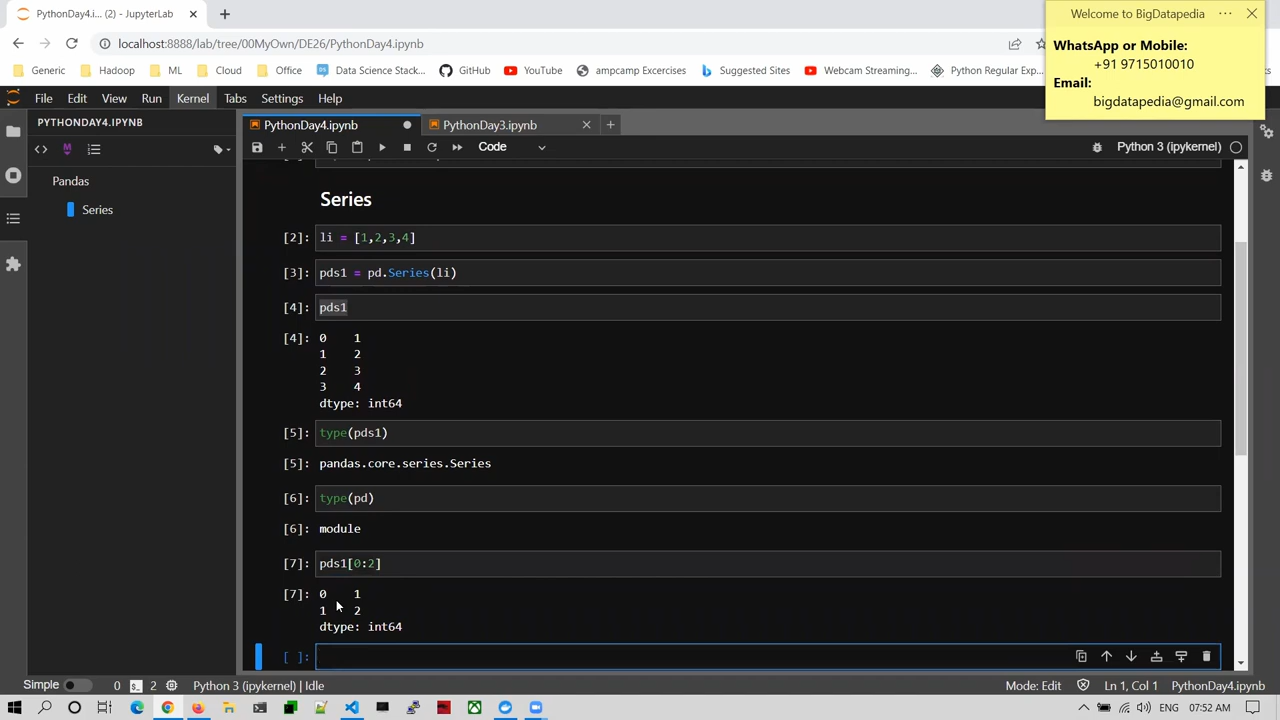 PythonDay4.i... (2) - JupyterLab
Welcome to BigDatapedia
localhost:8888/lab/tree/00MyOwn/DE26/PythonDay4.ipynb
WhatsApp or Mobile:
+91 9715010010
Email:
bigdatapedia@gmail.com
Generic
Hadoop
ML
Cloud
Office
Data Science Stack...
GitHub
YouTube
ampcamp Excercises
Suggested Sites
Webcam Streaming...
Python Regular Exp...
File Edit View Run Kernel Tabs Settings Help
PYTHONDAY4.IPYNB
PythonDay4.ipynb
PythonDay3.ipynb
Code
Python 3 (ipykernel)
Pandas
Series
Series
[2]: li = [1,2,3,4]
[3]: pds1 = pd.Series(li)
[4]: pds1
[4]: 0 1
1 2
2 3
3 4
dtype: int64
[5]: type(pds1)
[5]: pandas.core.series.Series
[6]: type(pd)
[6]: module
[7]: pds1[0:2]
[7]: 0 1
1 2
dtype: int64
[ ]:
Simple 0 2 Python 3 (ipykernel) | Idle
Mode: Edit Ln 1, Col 1 PythonDay4.ipynb
ENG 07:52 AM